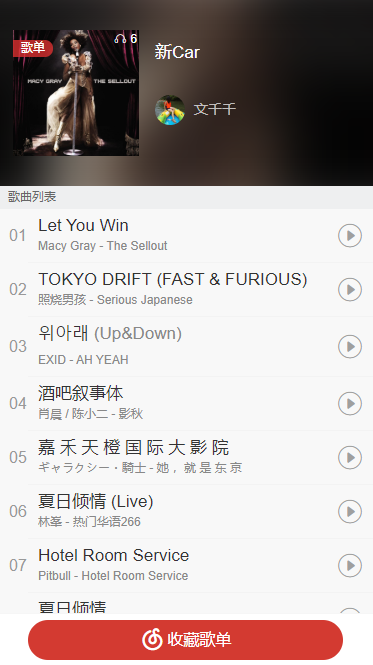 歌单
6
MACY GRAY THE SELLOUT
新Car
文千千
歌曲列表
01
Let You Win
Macy Gray - The Sellout
02
TOKYO DRIFT (FAST & FURIOUS)
照烧男孩 - Serious Japanese
03
위아래 (Up&Down)
EXID - AH YEAH
04
酒吧叙事体
肖晨 / 陈小二 - 影秋
05
嘉 禾 天 橙 国 际 大 影 院
ギャラクシー・騎士 - 她 ，就 是 东 京
06
夏日倾情 (Live)
林峯 - 热门华语266
07
Hotel Room Service
Pitbull - Hotel Room Service
夏日倾情
收藏歌单